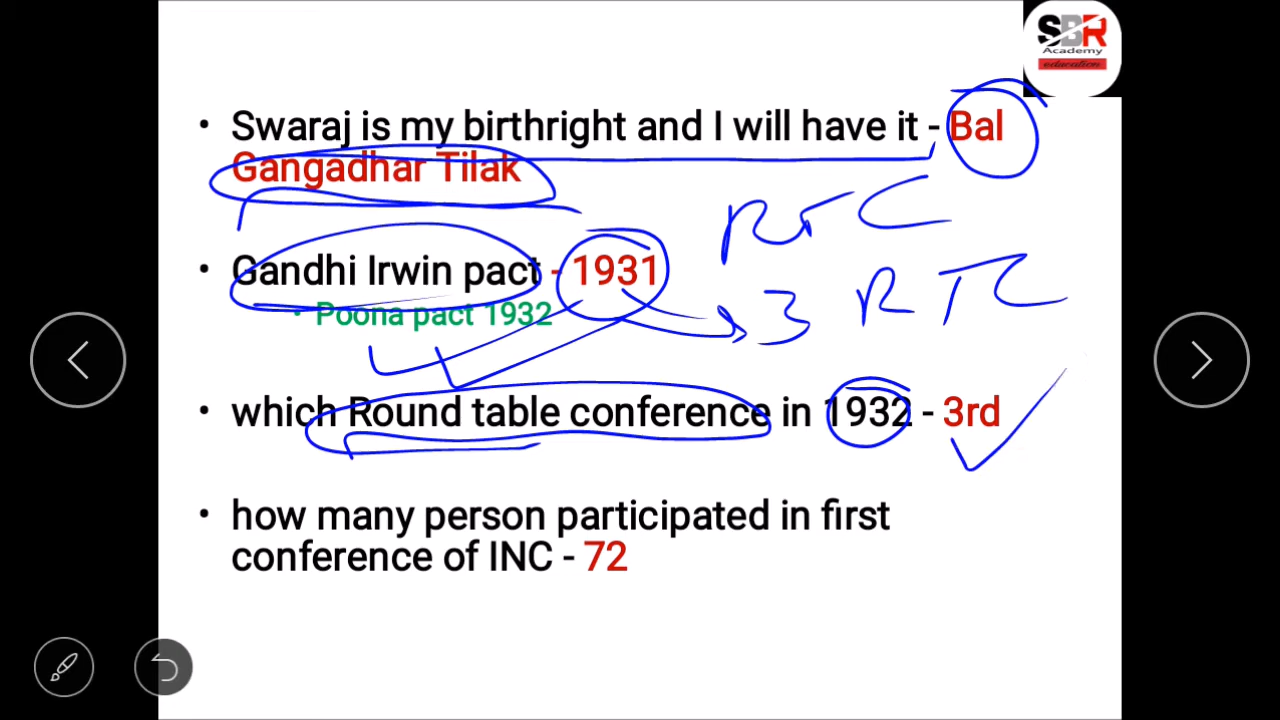 SBR
Academy
education
• Swaraj is my birthright and I will have it - Bal
Gangadhar Tilak
RTC
• Gandhi Irwin pact - 1931
3 RTC
• Poona pact 1932
• which Round table conference in 1932 - 3rd
• how many person participated in first
conference of INC - 72